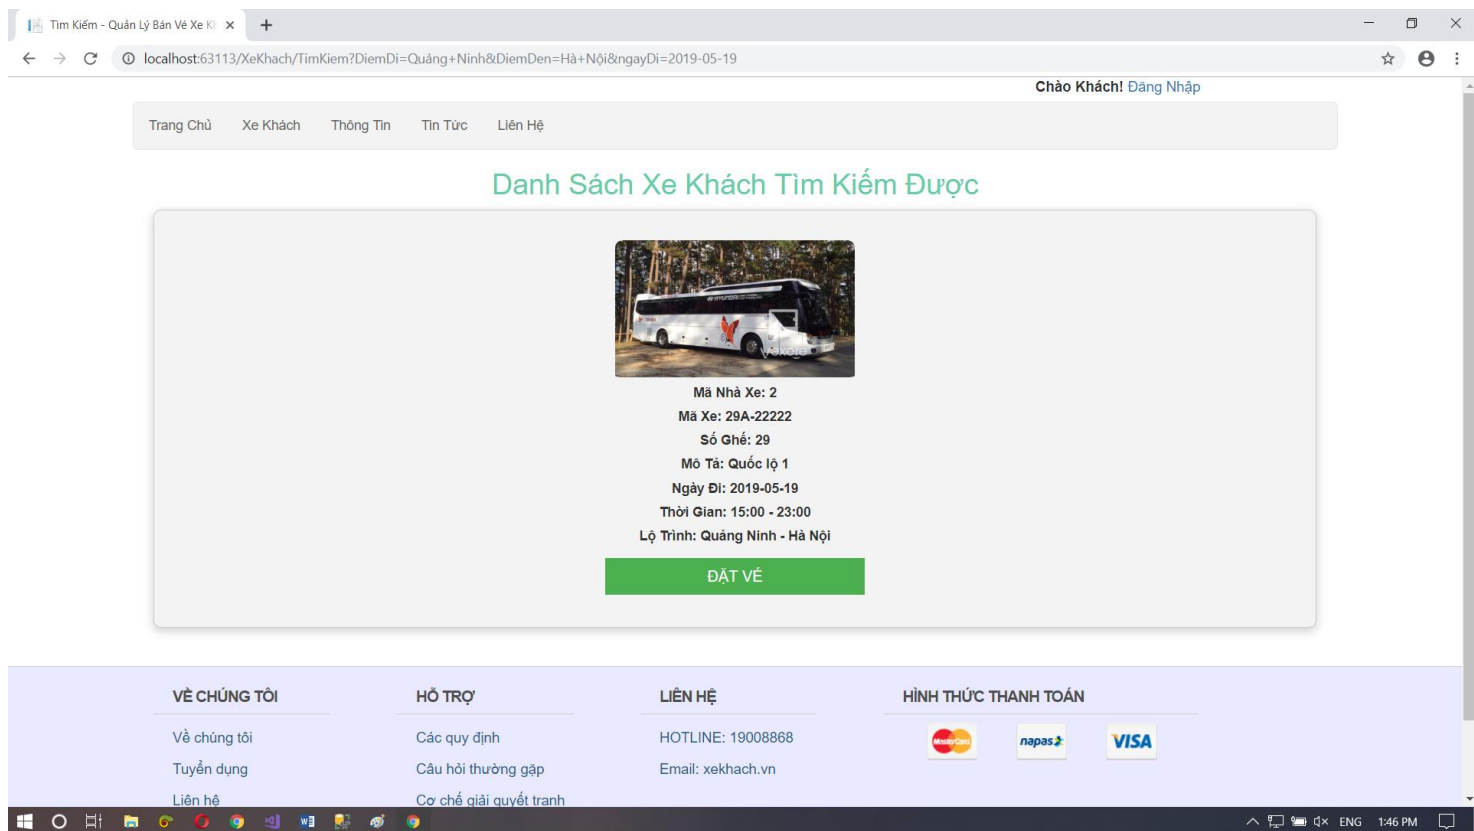 Tìm Kiếm - Quản Lý Bán Vé Xe Kh
localhost:63113/XeKhach/TimKiem?DiemDi=Quảng+Ninh&DiemDen=Hà+Nội&ngayDi=2019-05-19
Chào Khách! Đăng Nhập
Trang Chủ Xe Khách Thông Tin Tin Tức Liên Hệ
Danh Sách Xe Khách Tìm Kiếm Được
HYUNDAI
vexere
Mã Nhà Xe: 2
Mã Xe: 29A-22222
Số Ghế: 29
Mô Tả: Quốc lộ 1
Ngày Đi: 2019-05-19
Thời Gian: 15:00 - 23:00
Lộ Trình: Quảng Ninh - Hà Nội
ĐẶT VÉ
VỀ CHÚNG TÔI HỖ TRỢ LIÊN HỆ HÌNH THỨC THANH TOÁN
Về chúng tôi Các quy định HOTLINE: 19008868 MasterCard napas VISA
Tuyển dụng Câu hỏi thường gặp Email: xekhach.vn
Liên hệ Cơ chế giải quyết tranh
ENG 1:46 PM